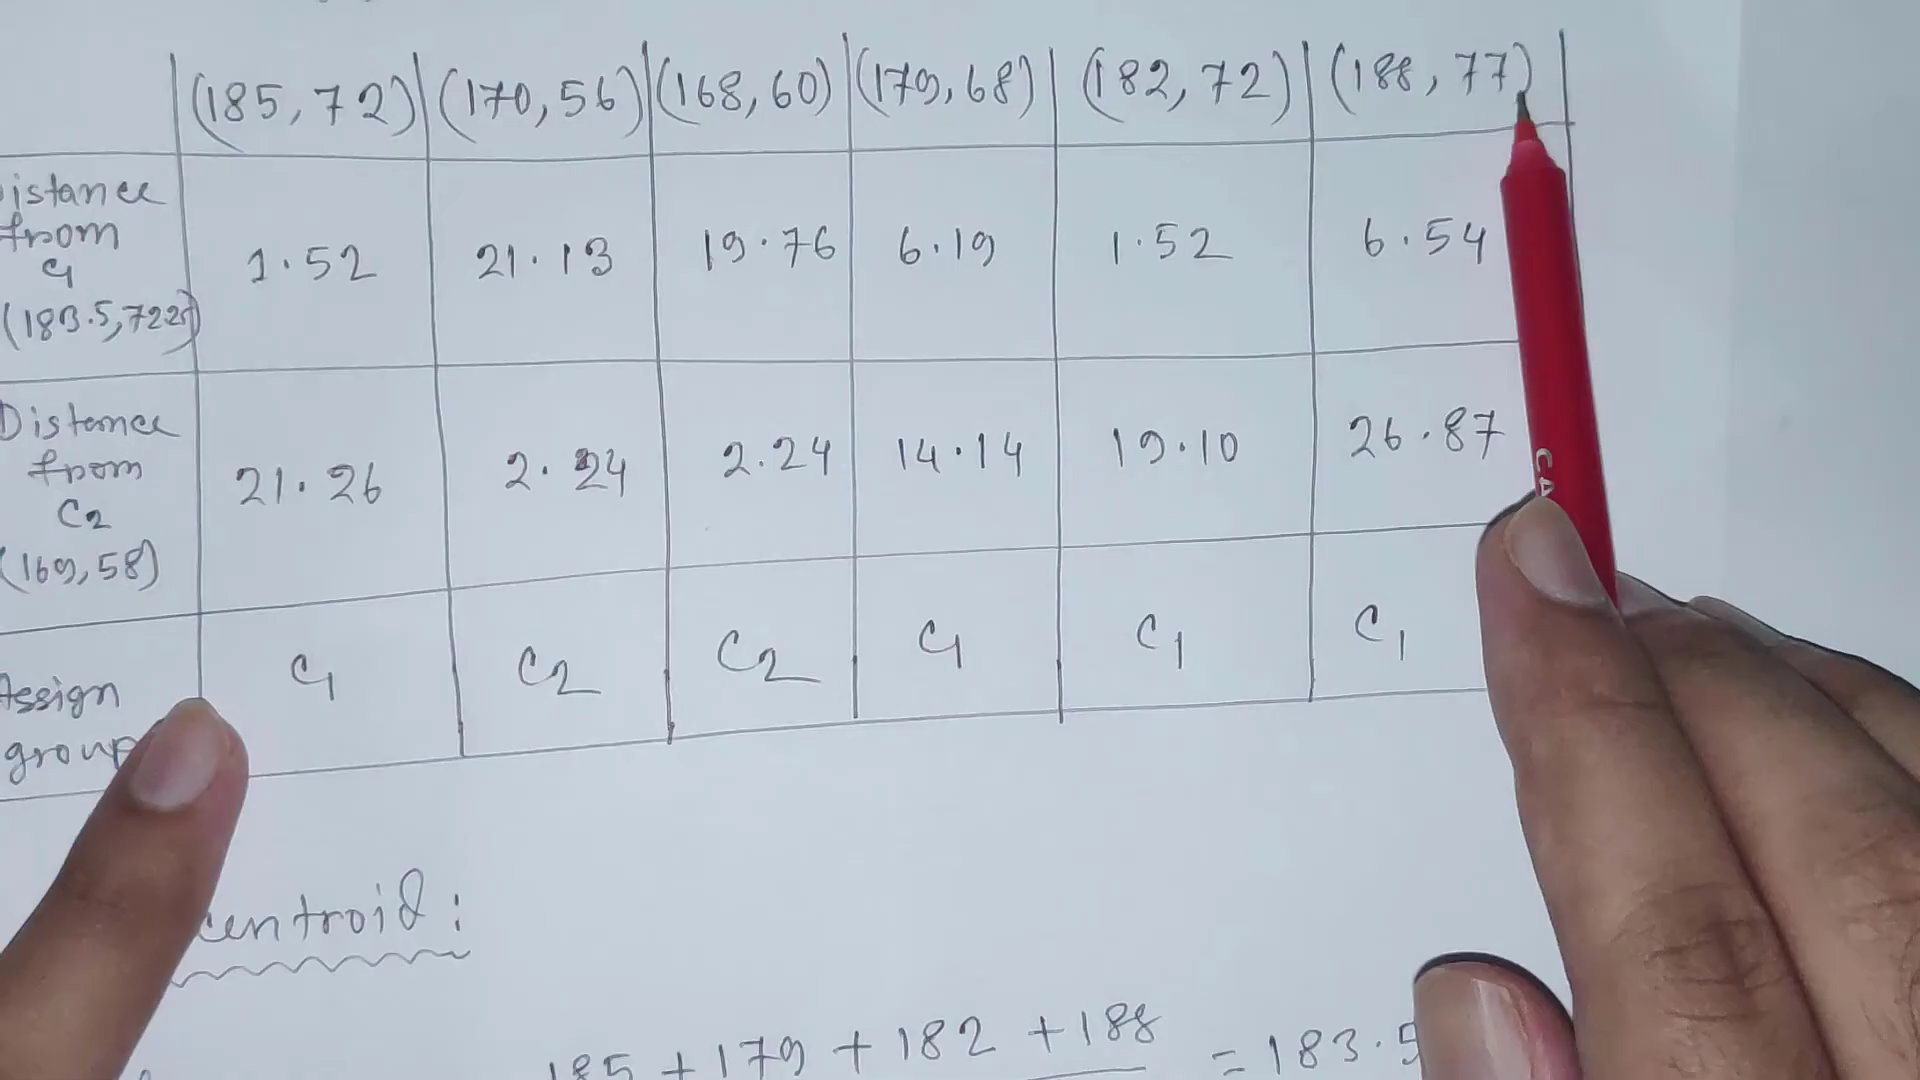 (185,72) (170,56) (168,60) (179,68) (182,72) (188,77)
istance from C1 (183.5,722 1.52 21.13 19.76 6.19 1.52 6.54
Distance from C2 (169,58) 21.26 2.24 2.24 14.14 19.10 26.87
Assign group C1 C2 C2 C1 C1 C1
centroid:
185 + 179 + 182 + 188 = 183.5
CA